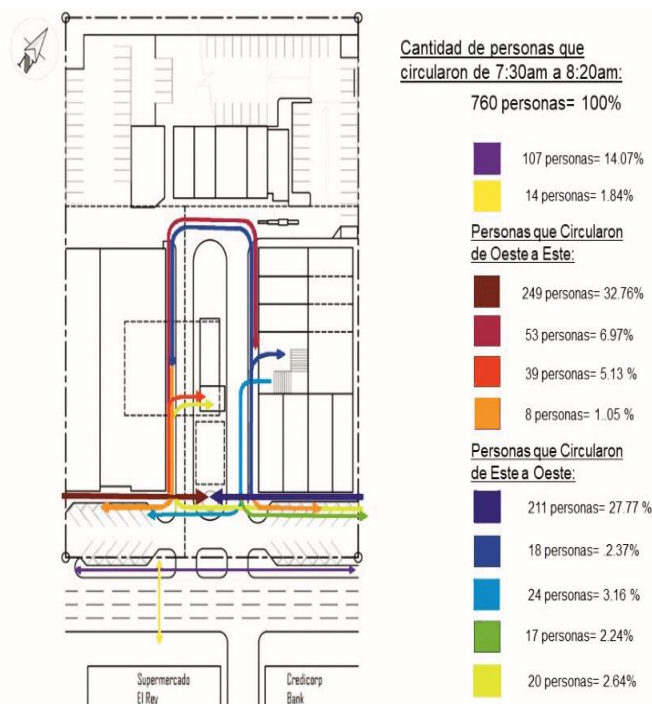 Cantidad de personas que
circularon de 7:30am a 8:20am:
760 personas= 100%
107 personas= 14.07%
14 personas= 1.84%
Personas que Circularon
de Oeste a Este:
249 personas= 32.76%
53 personas= 6.97%
39 personas= 5.13 %
8 personas= 1..05 %
Personas que Circularon
de Este a Oeste:
211 personas= 27.77 %
18 personas= .2.37%
24 personas= 3.16 %
17 personas= 2.24%
20 personas= 2.64%
Supermercado
El Rey
Credicorp
Bank